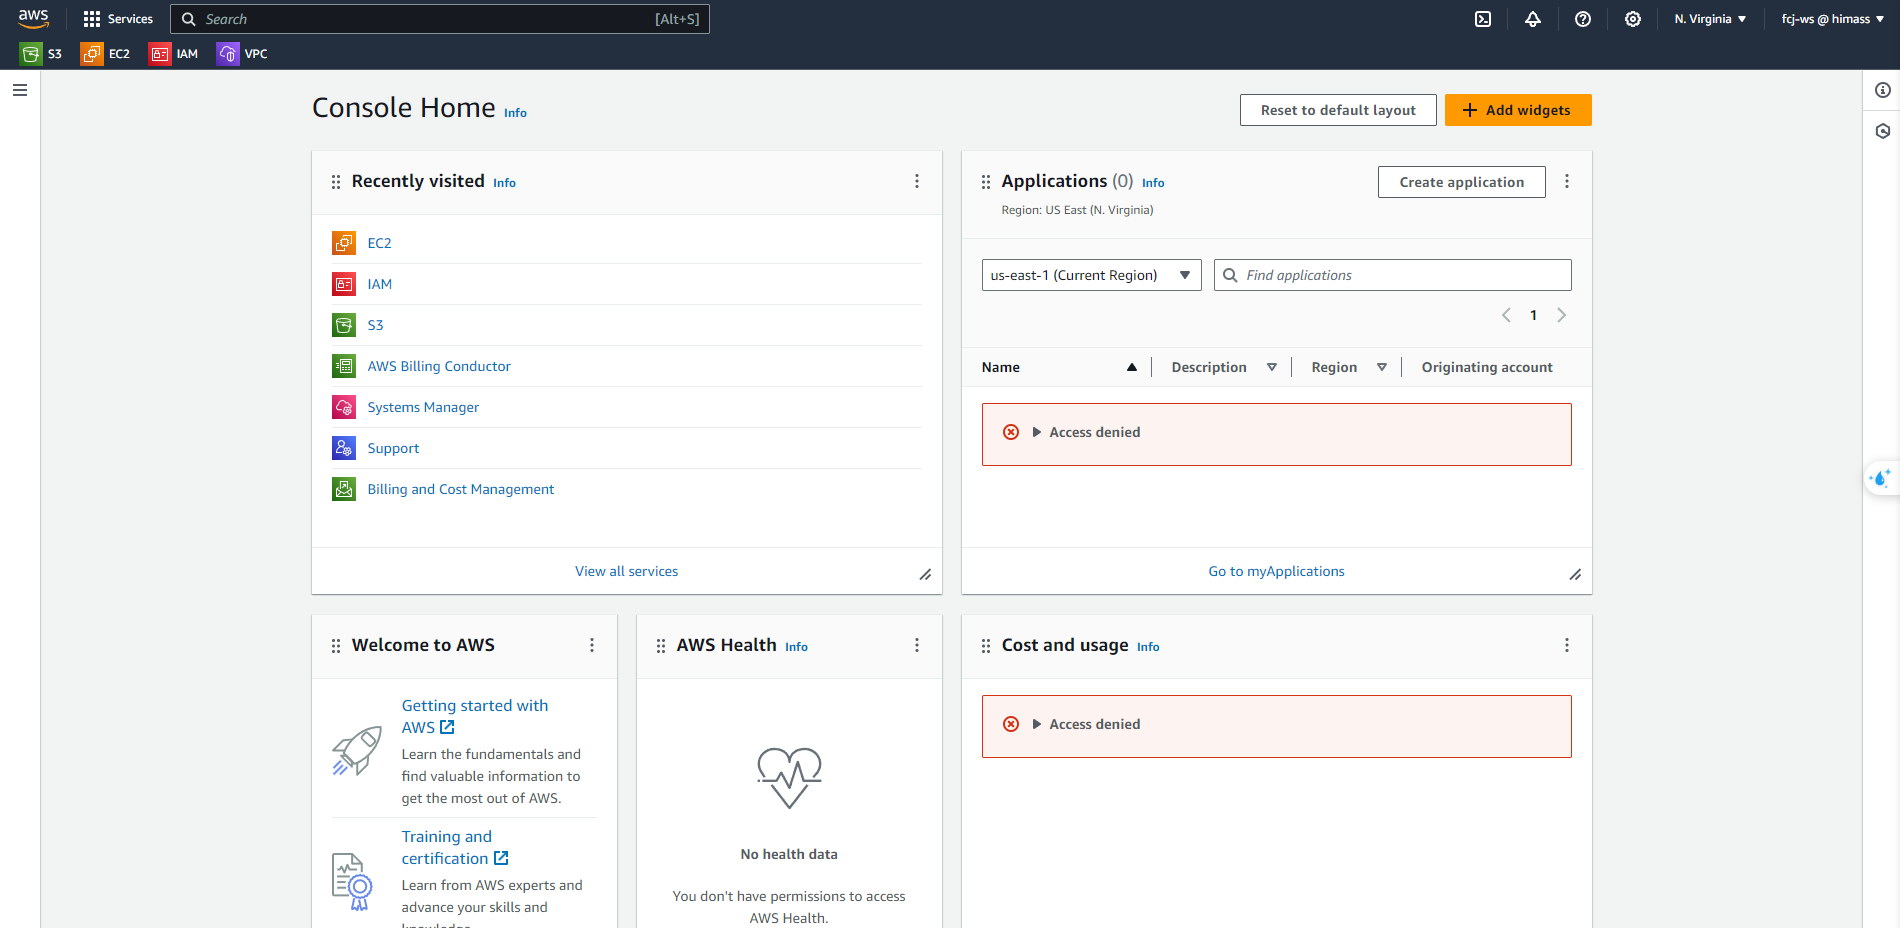 aws
Services
Search
[Alt+S]
N. Virginia
fcj-ws @ himass
S3
EC2
IAM
VPC
Console Home Info
Reset to default layout
Add widgets
Recently visited Info
EC2
IAM
S3
AWS Billing Conductor
Systems Manager
Support
Billing and Cost Management
View all services
Applications (0) Info
Region: US East (N. Virginia)
Create application
us-east-1 (Current Region)
Find applications
1
Name
Description
Region
Originating account
Access denied
Go to myApplications
Welcome to AWS
Getting started with
AWS
Learn the fundamentals and
find valuable information to
get the most out of AWS.
Training and
certification
Learn from AWS experts and
advance your skills and
AWS Health Info
No health data
You don't have permissions to access
AWS Health.
Cost and usage Info
Access denied